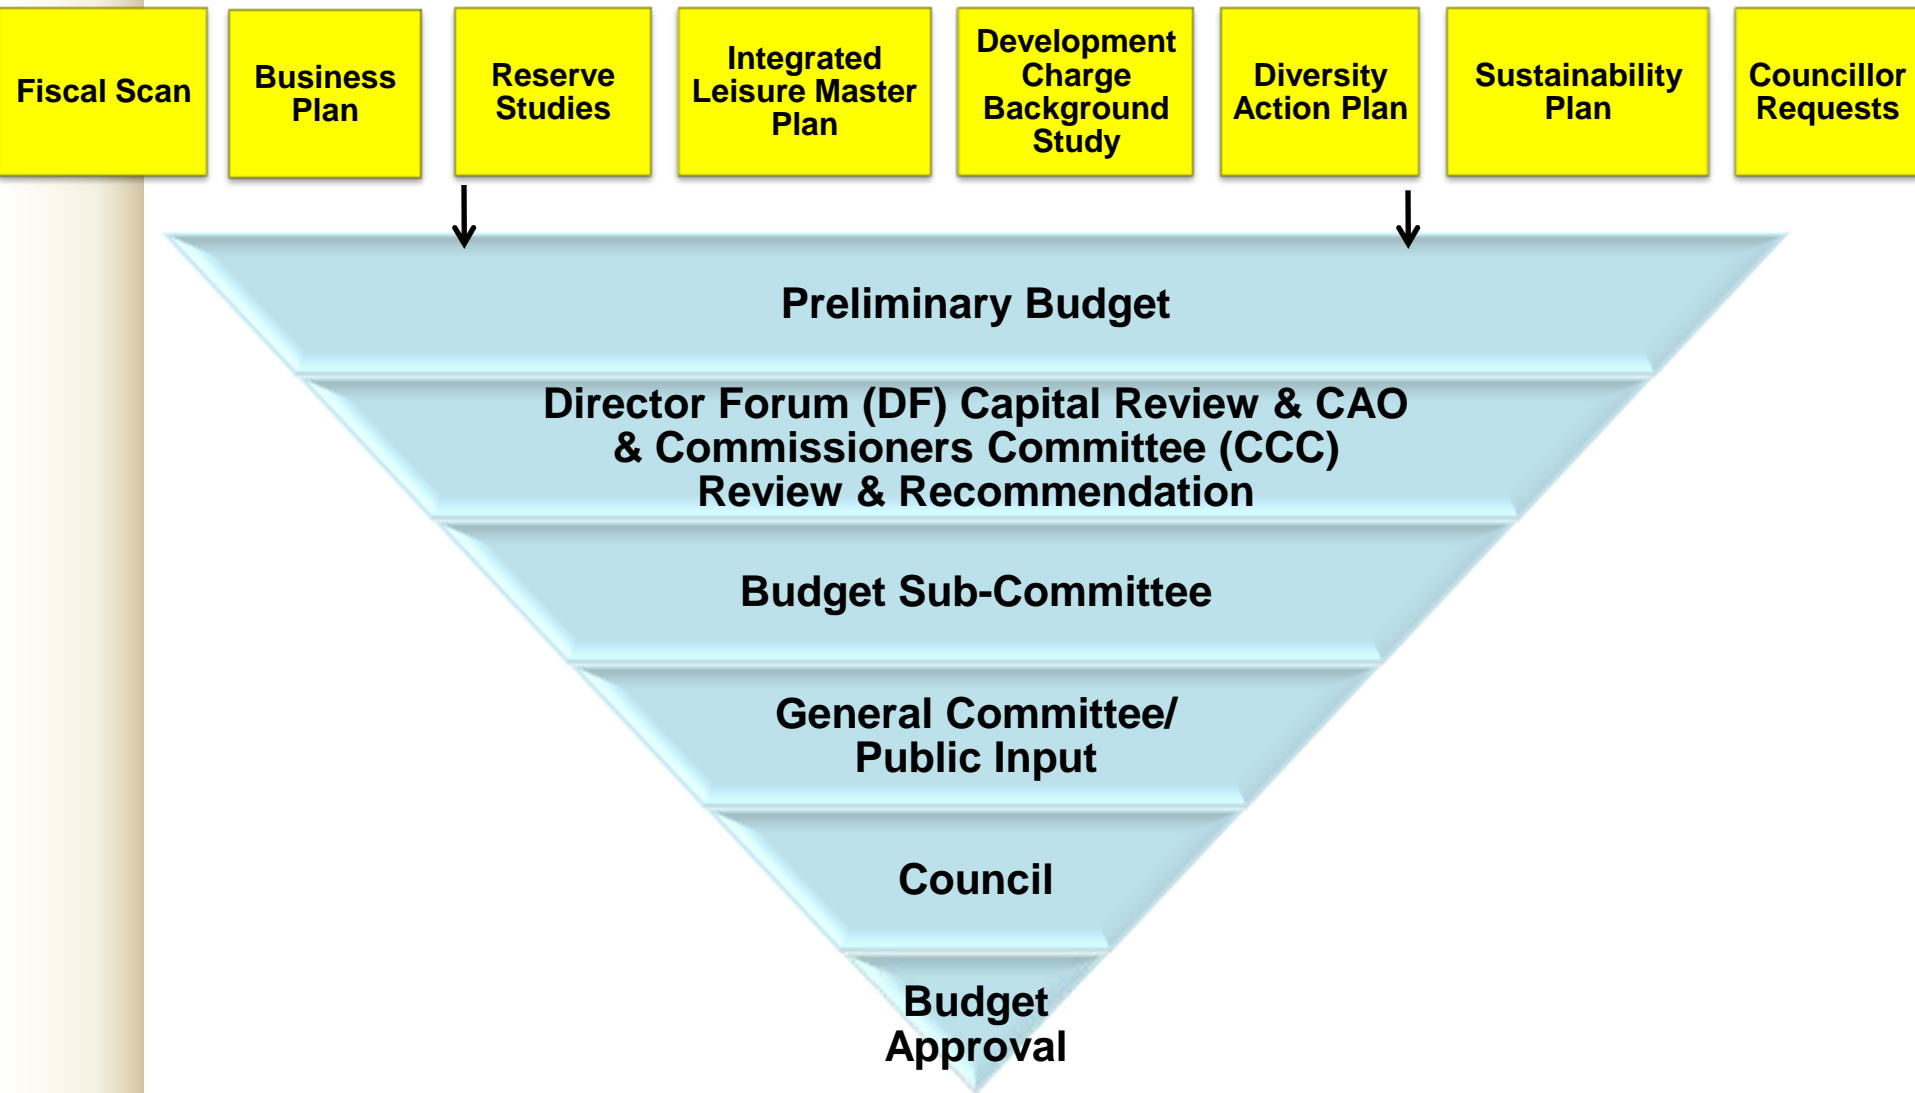 Fiscal Scan
Business
Plan
Reserve
Studies
Integrated
Leisure Master
Plan
Development
Charge
Background
Study
Diversity
Action Plan
Sustainability
Plan
Councillor
Requests
Preliminary Budget
Director Forum (DF) Capital Review & CAO
& Commissioners Committee (CCC)
Review & Recommendation
Budget Sub-Committee
General Committee/
Public Input
Council
Budget
Approval